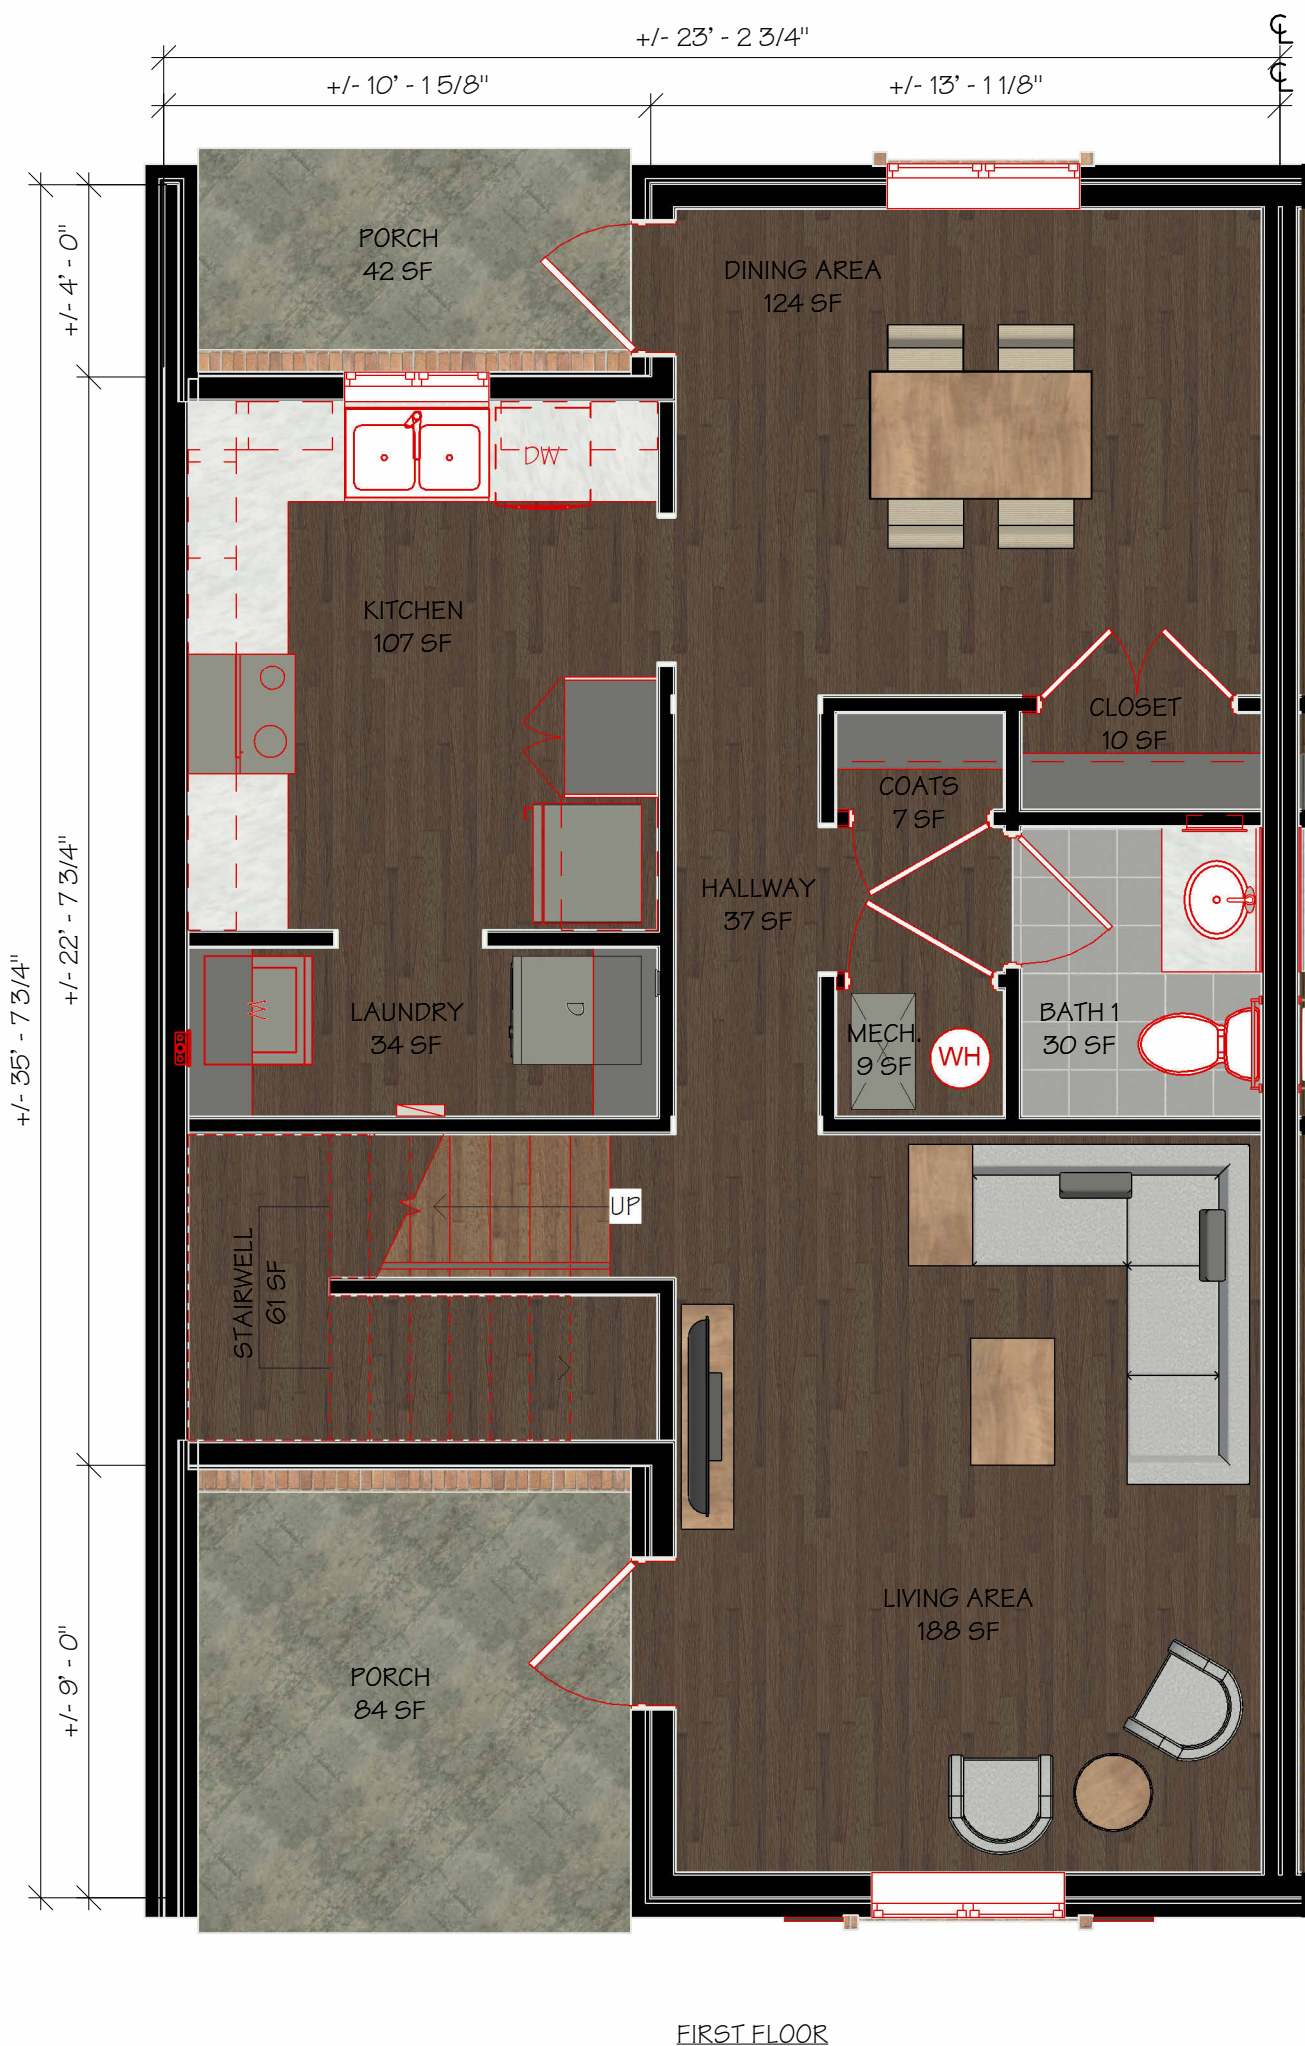 +/- 23' - 2 3/4"
+/- 10' - 1 5/8"
+/- 13' - 1 1/8"
+/- 4' - 0"
+/- 22' - 7 3/4"
+/- 35' - 7 3/4"
+/- 9' - 0"
PORCH
42 SF
DINING AREA
124 SF
DW
KITCHEN
107 SF
CLOSET
10 SF
COATS
7 SF
HALLWAY
37 SF
W
LAUNDRY
34 SF
D
MECH.
9 SF
WH
BATH 1
30 SF
UP
STAIRWELL
61 SF
LIVING AREA
188 SF
PORCH
84 SF
FIRST FLOOR